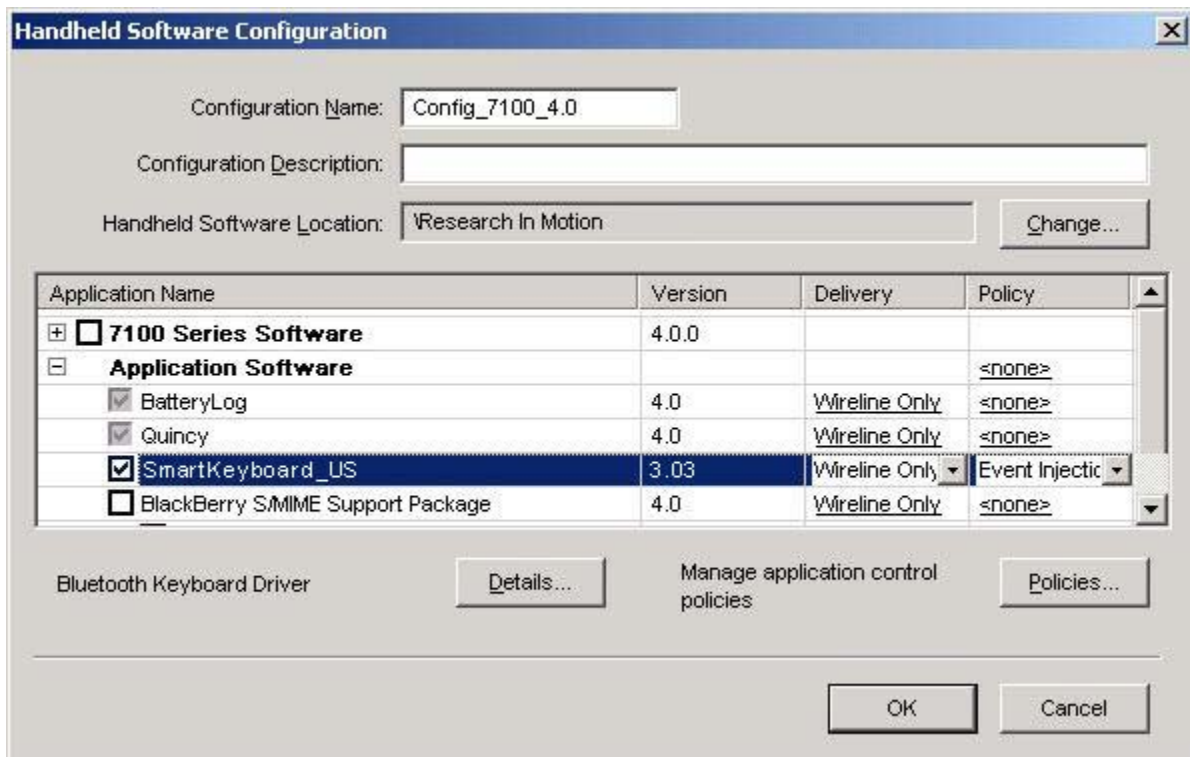 Handheld Software Configuration
Configuration Name: Config_7100_4.0
Configuration Description:
Handheld Software Location: \Research In Motion Change...
Application Name Version Delivery Policy
7100 Series Software 4.0.0
Application Software <none>
BatteryLog 4.0 Wireline Only <none>
Quincy 4.0 Wireline Only <none>
SmartKeyboard_US 3.03 Wireline Only Event Injectic
BlackBerry S/MIME Support Package 4.0 Wireline Only <none>
Bluetooth Keyboard Driver Details... Manage application control policies Policies...
OK Cancel